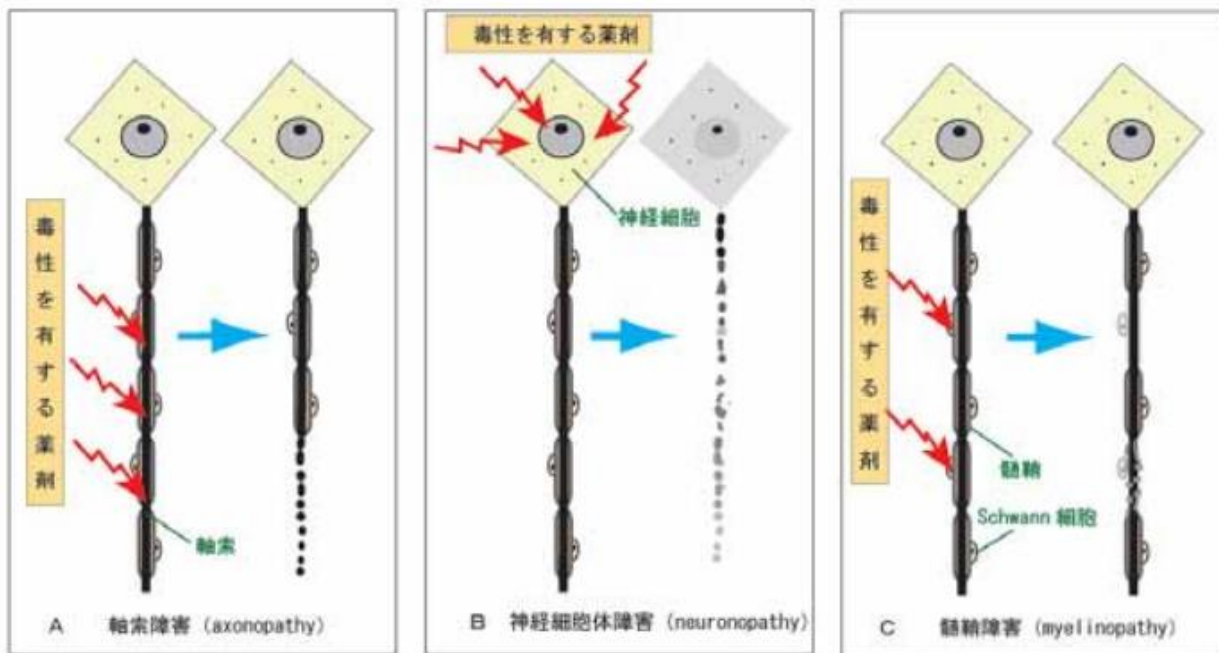 毒性を有する薬剤
軸索
A 軸索障害 (axonopathy)
毒性を有する薬剤
神経細胞
B 神経細胞体障害 (neuronopathy)
毒性を有する薬剤
髄鞘
Schwann 細胞
C 髄鞘障害 (myelinopathy)